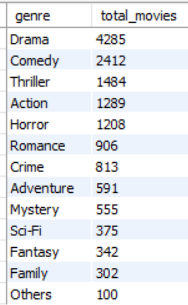 genre total_movies
Drama 4285
Comedy 2412
Thriller 1484
Action 1289
Horror 1208
Romance 906
Crime 813
Adventure 591
Mystery 555
Sci-Fi 375
Fantasy 342
Family 302
Others 100